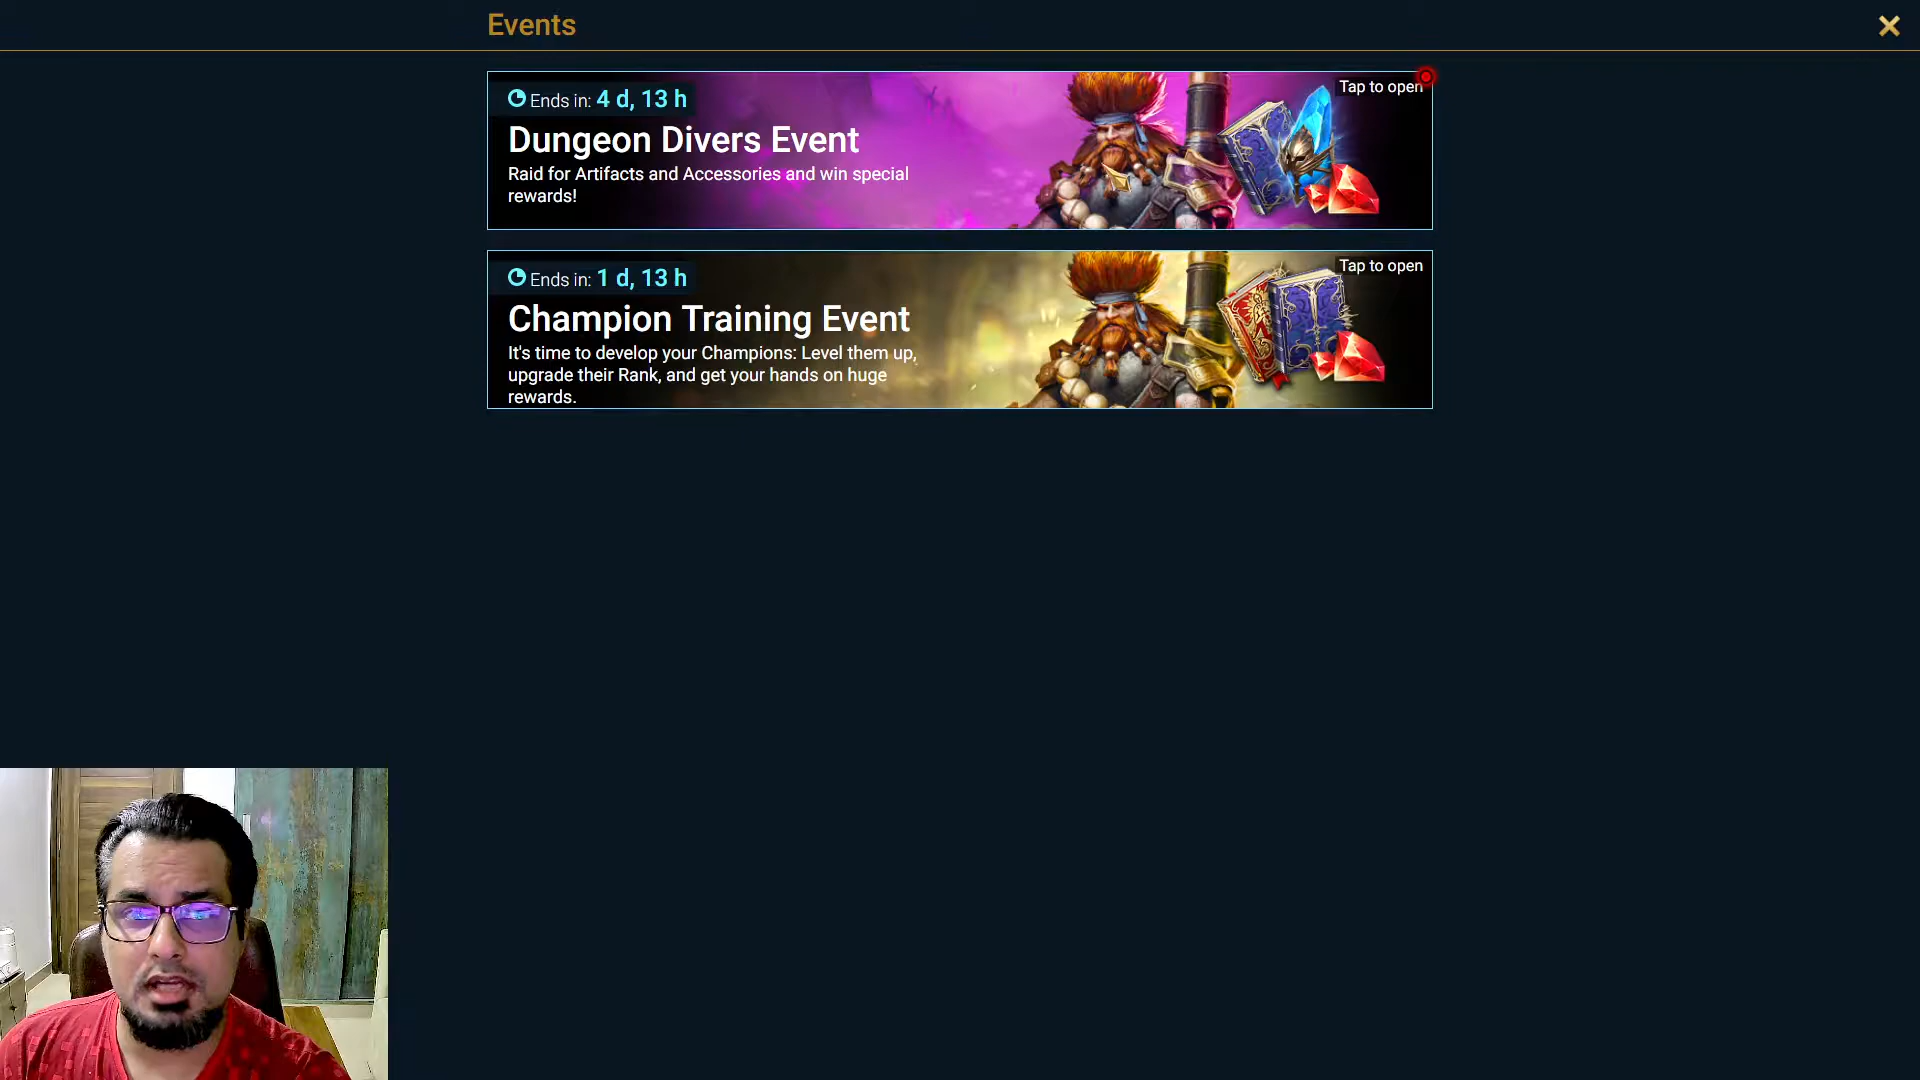 Events
Ends in: 4 d, 13 h
Tap to open
Dungeon Divers Event
Raid for Artifacts and Accessories and win special
rewards!
Ends in: 1 d, 13 h
Tap to open
Champion Training Event
It's time to develop your Champions: Level them up,
upgrade their Rank, and get your hands on huge
rewards.